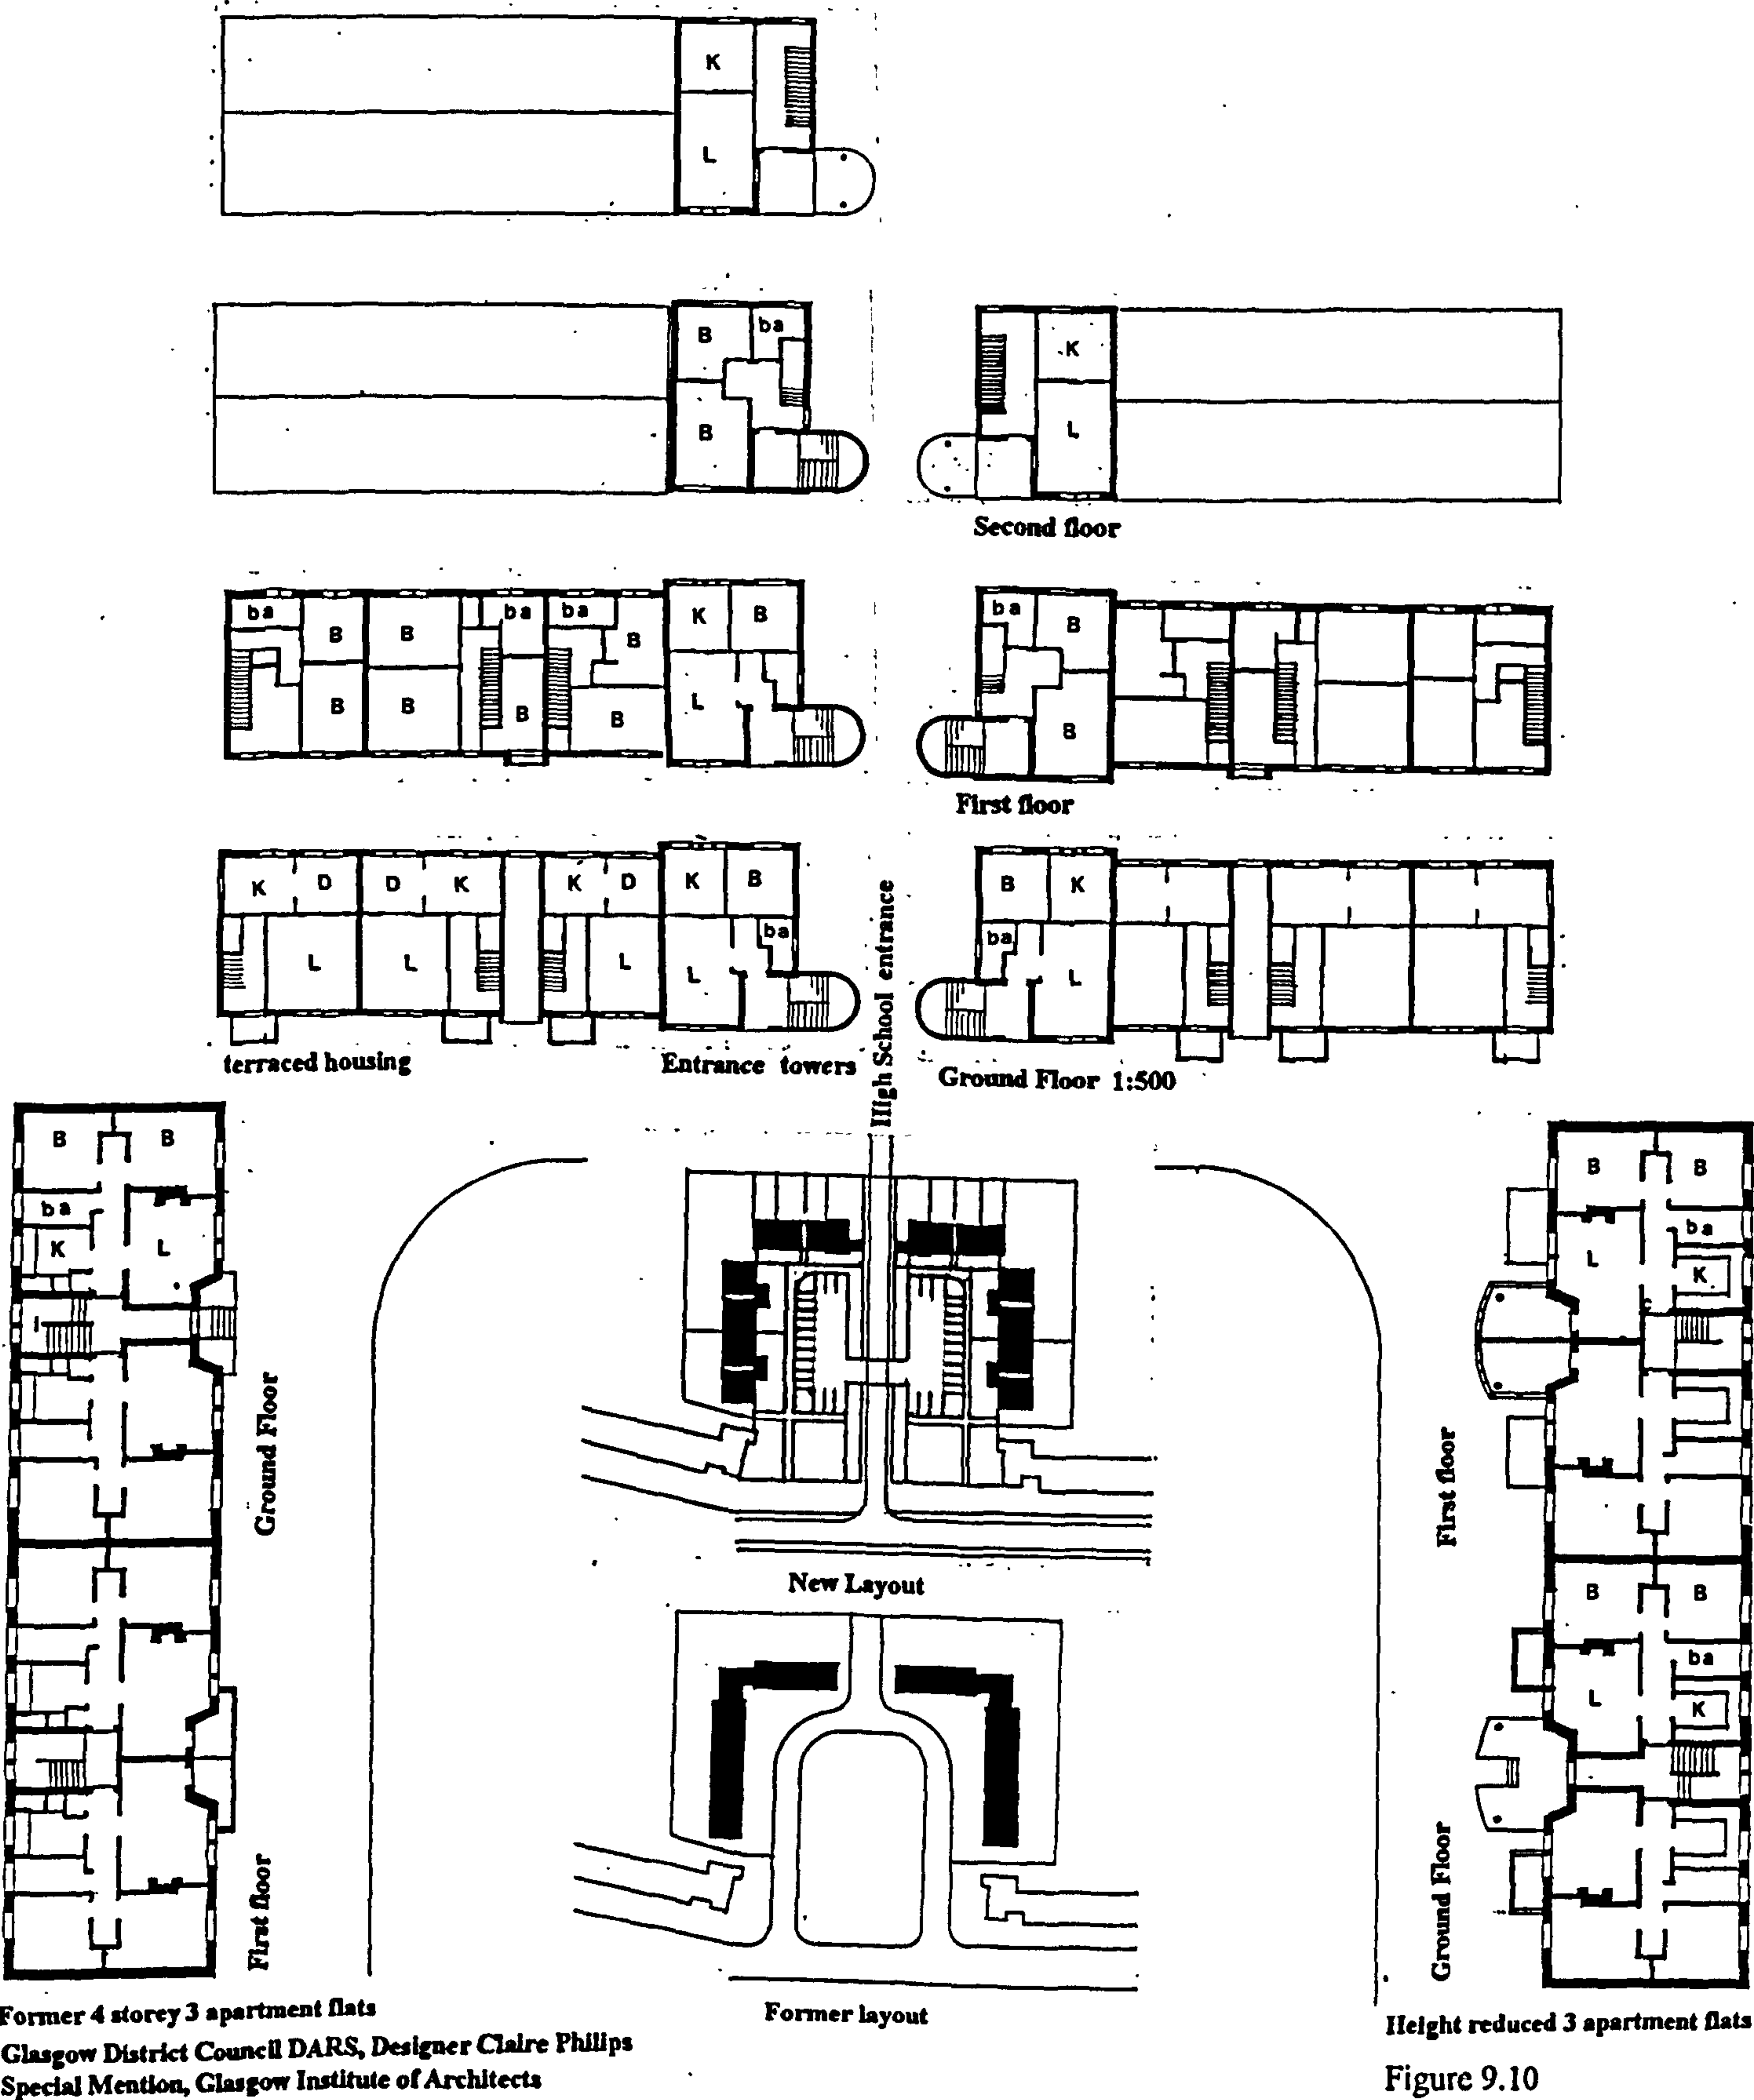 K
L
B ba
B
K
L
Second floor
ba B B ba ba B K B
B B B B L
ba B
B
First floor
K D D K K D K B
ba
L L L L
B K
ba L
terraced housing
Entrance towers
Ground Floor 1:500
High School entrance
B B
ba
K L
Ground Floor
First floor
Former 4 storey 3 apartment flats
New Layout
Former layout
B B
ba
L K
First floor
B B
ba
L K
Ground Floor
Height reduced 3 apartment flats
Glasgow District Council DARS, Designer Claire Philips
Special Mention, Glasgow Institute of Architects
Figure 9.10